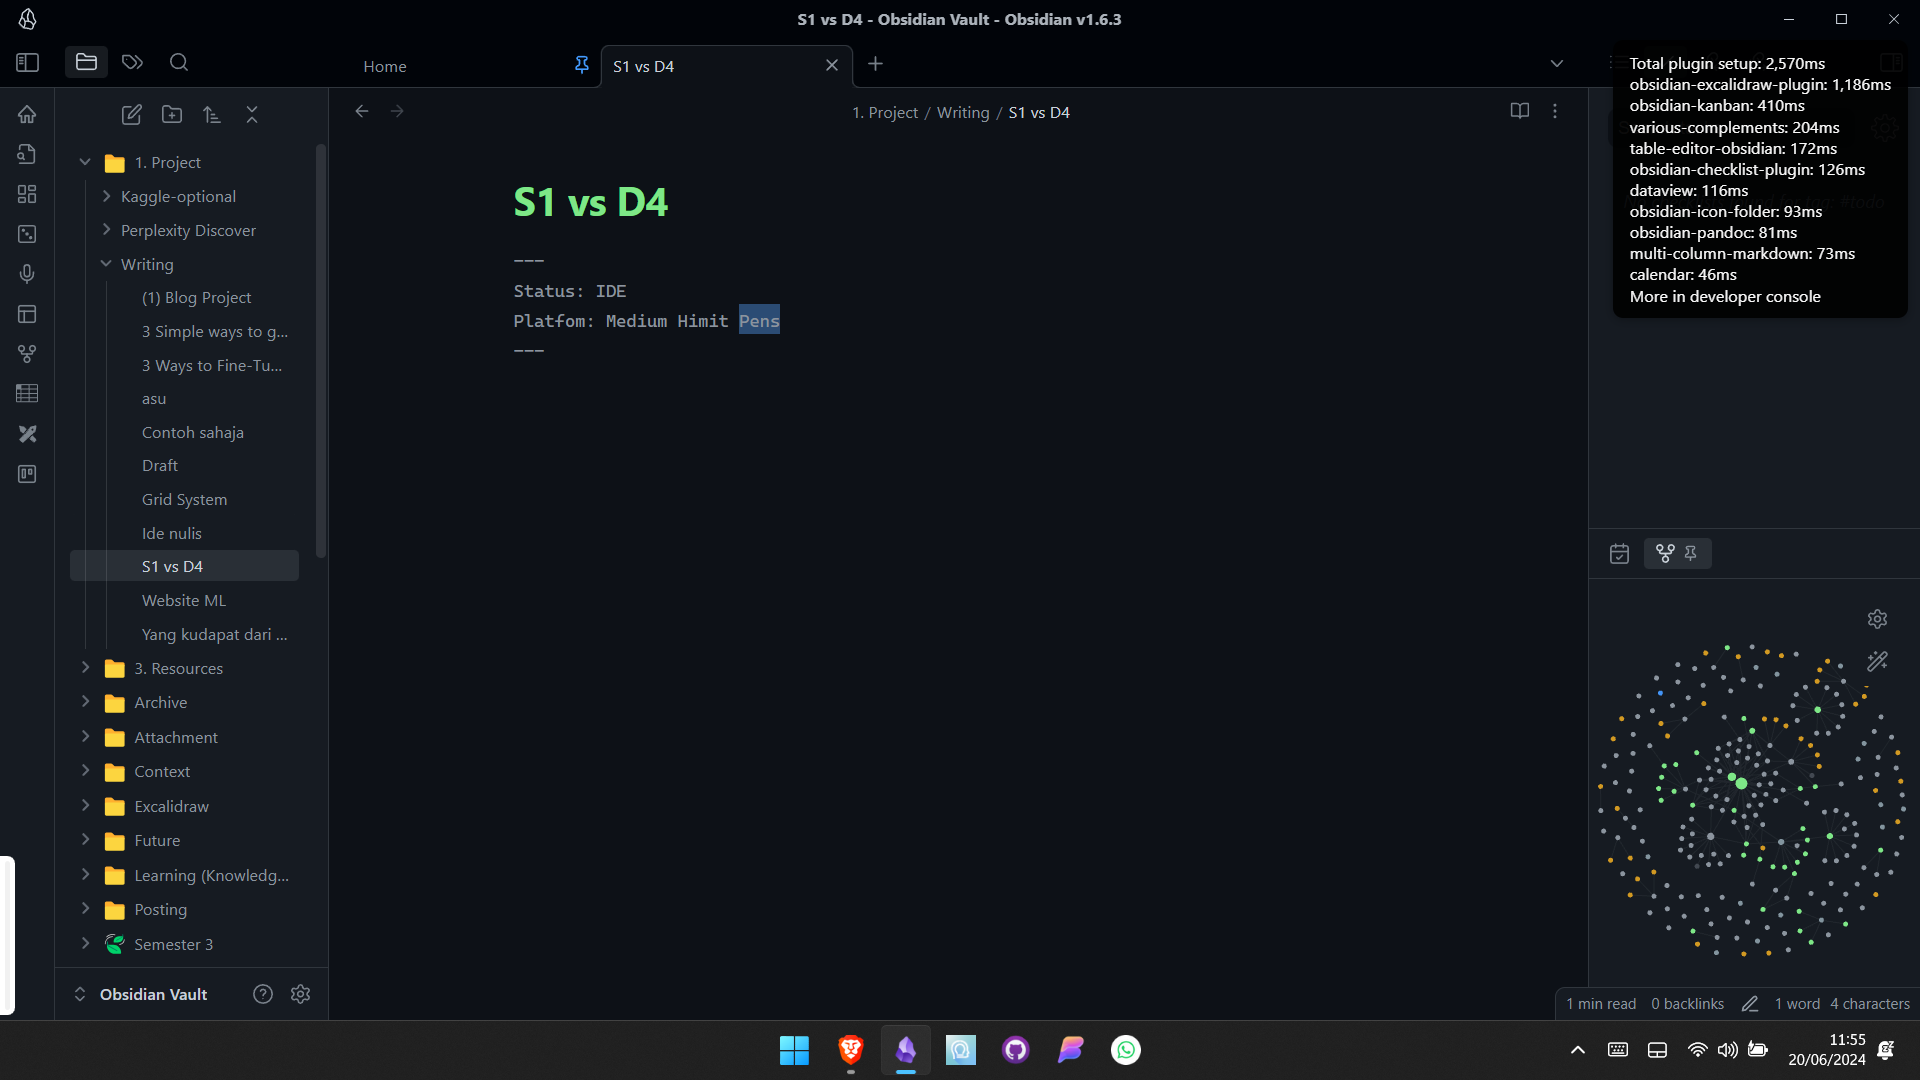 S1 vs D4 - Obsidian Vault - Obsidian v1.6.3
Home
S1 vs D4
1. Project / Writing / S1 vs D4
1. Project
Kaggle-optional
Perplexity Discover
Writing
(1) Blog Project
3 Simple ways to g...
3 Ways to Fine-Tu...
asu
Contoh sahaja
Draft
Grid System
Ide nulis
S1 vs D4
Website ML
Yang kudapat dari ...
3. Resources
Archive
Attachment
Context
Excalidraw
Future
Learning (Knowledg...
Posting
Semester 3
Obsidian Vault
S1 vs D4
---
Status: IDE
Platfom: Medium Himit Pens
---
Total plugin setup: 2,570ms
obsidian-excalidraw-plugin: 1,186ms
obsidian-kanban: 410ms
various-complements: 204ms
table-editor-obsidian: 172ms
obsidian-checklist-plugin: 126ms
dataview: 116ms
obsidian-icon-folder: 93ms
obsidian-pandoc: 81ms
multi-column-markdown: 73ms
calendar: 46ms
More in developer console
1 min read 0 backlinks 1 word 4 characters
11:55
20/06/2024